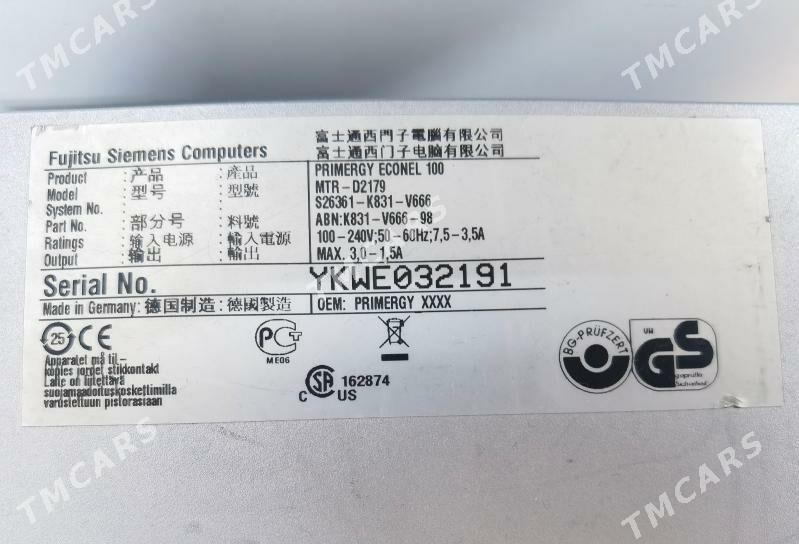 TMCARS
TMCARS
富士通西門子電腦有限公司
Fujitsu Siemens Computers 富士通西门子电脑有限公司
Product : 产品 : 產品 PRIMERGY ECONEL 100
Model : 型号 : 型號 MTR-D2179
System No. : S26361-K831-V666
Part No. : 部分号 : 料號 ABN:K831-V666-98
Ratings : 输入电源 : 輸入電源 100-240V:50-60Hz;7,5-3,5A
Output : 输出 : 輸出 MAX. 3,0-1,5A
Serial No. YKWE032191
Made in Germany: 德国制造 : 德國製造 OEM: PRIMERGY XXXX
25 CE
PCT
ME06
Apparatet må til-
koples jordet stikkontakt
Laite on liitettävä
suojamaadoituskoskettimilla
varustettuun pistorasiaan
C SA 162874
C US
BG-PRÜFZERT
GS
geprüfte
Sicherheit
TMCARS
TMCARS
TMCARS